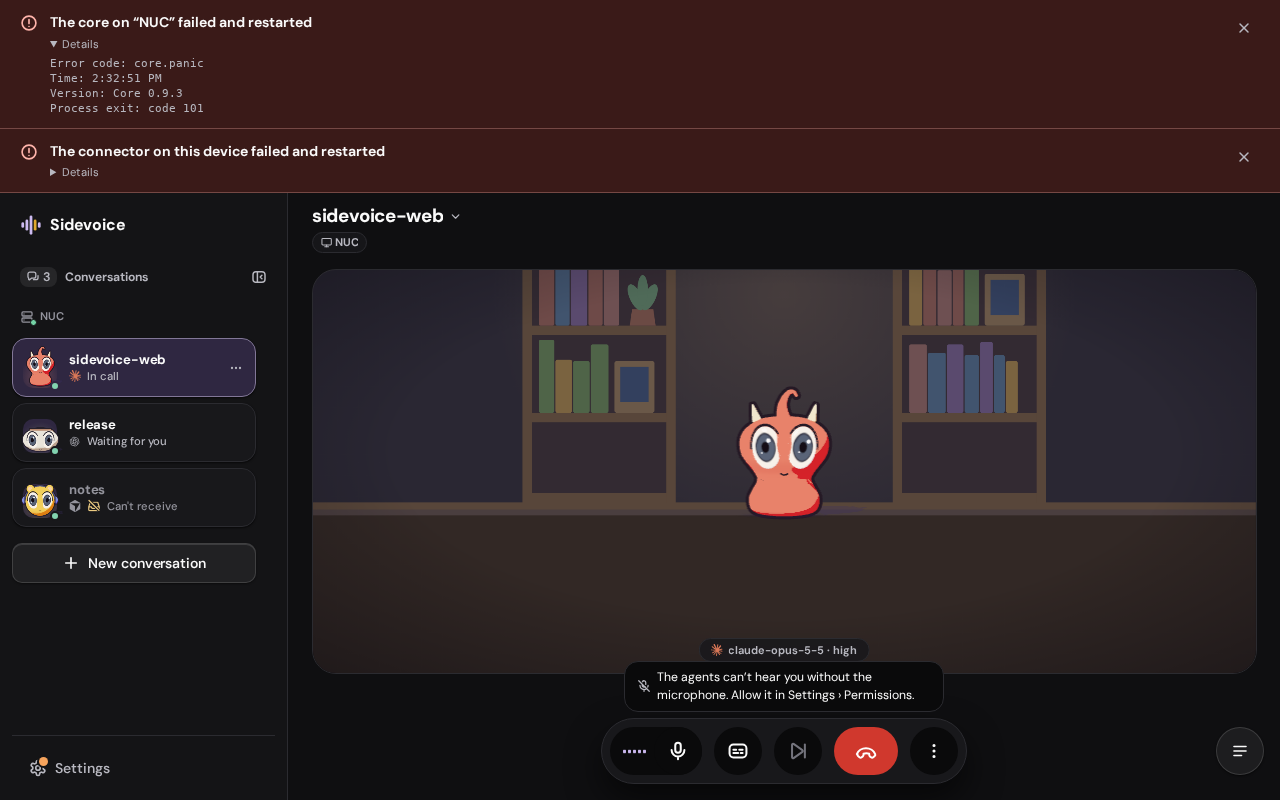 The core on “NUC” failed and restarted
Details
Error code: core.panic
Time: 2:32:51 PM
Version: Core 0.9.3
Process exit: code 101
The connector on this device failed and restarted
Details
Sidevoice
3 Conversations
NUC
sidevoice-web
In call
release
Waiting for you
notes
Can't receive
New conversation
Settings
sidevoice-web
NUC
claude-opus-5-5 · high
The agents can’t hear you without the
microphone. Allow it in Settings › Permissions.